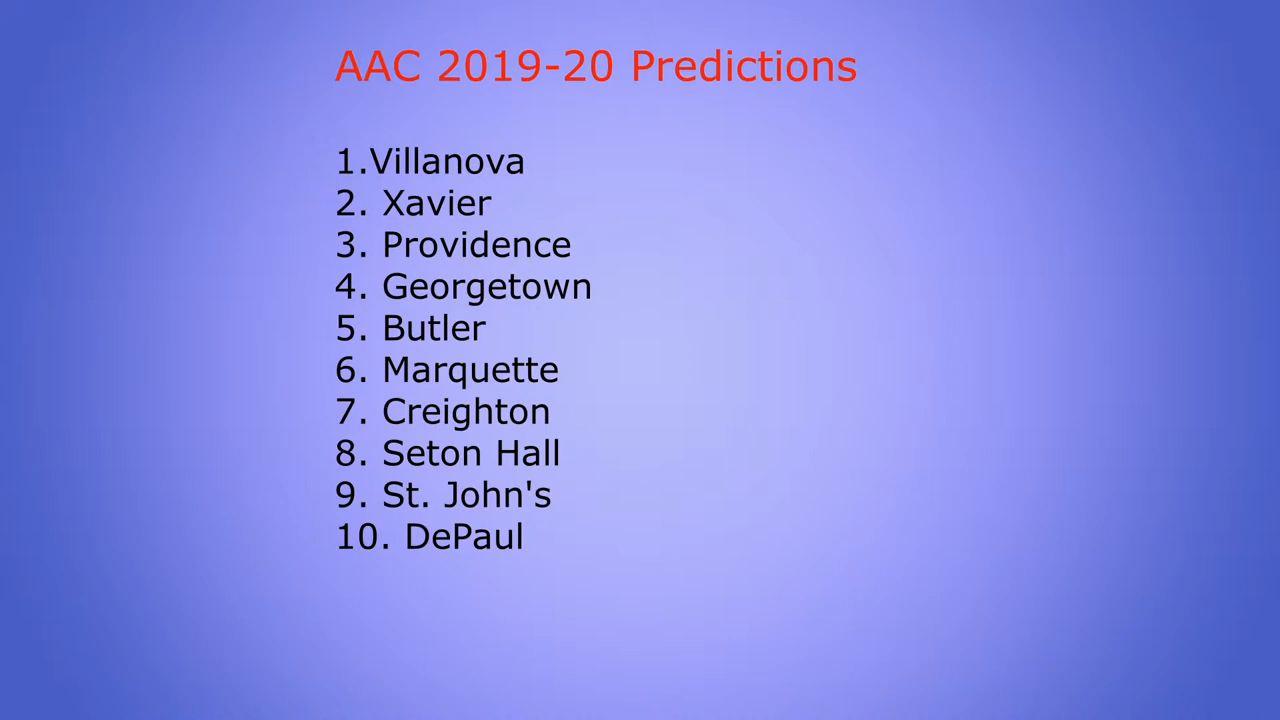 AAC 2019-20 Predictions
1.Villanova
2. Xavier
3. Providence
4. Georgetown
5. Butler
6. Marquette
7. Creighton
8. Seton Hall
9. St. John's
10. DePaul